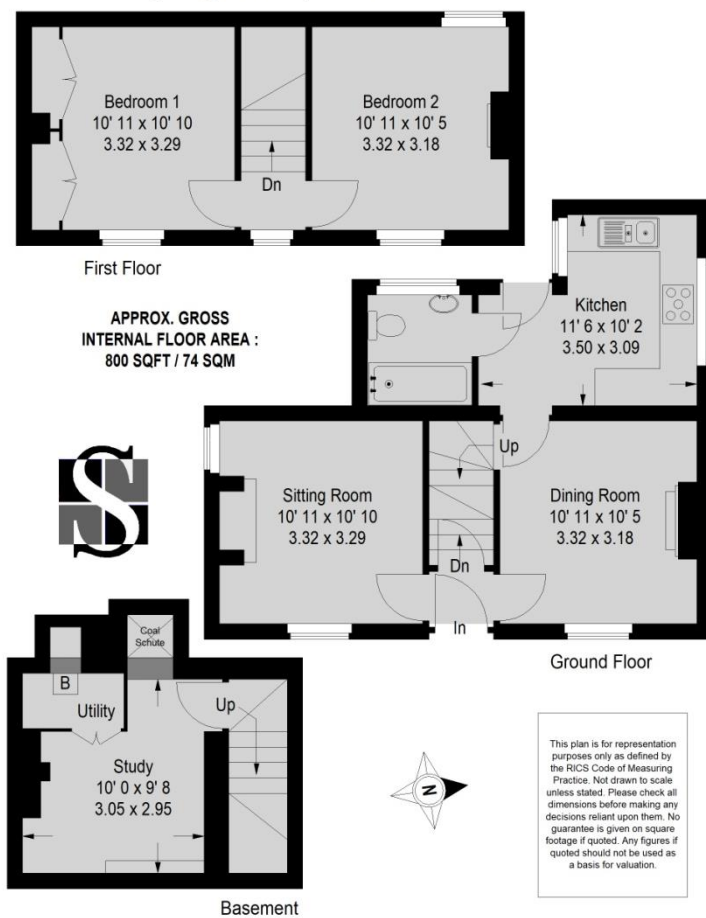 Bedroom 1
10' 11 x 10' 10
3.32 x 3.29
Bedroom 2
10' 11 x 10' 5
3.32 x 3.18
Dn
First Floor
APPROX. GROSS
INTERNAL FLOOR AREA :
800 SQFT / 74 SQM
Kitchen
11' 6 x 10' 2
3.50 x 3.09
S
Sitting Room
10' 11 x 10' 10
3.32 x 3.29
Up
Dn
In
Dining Room
10' 11 x 10' 5
3.32 x 3.18
Ground Floor
Coal
Schute
B
Utility
Up
Study
10' 0 x 9' 8
3.05 x 2.95
Basement
N
This plan is for representation
purposes only as defined by
the RICS Code of Measuring
Practice. Not drawn to scale
unless stated. Please check all
dimensions before making any
decisions reliant upon them. No
guarantee is given on square
footage if quoted. Any figures if
quoted should not be used as
a basis for valuation.